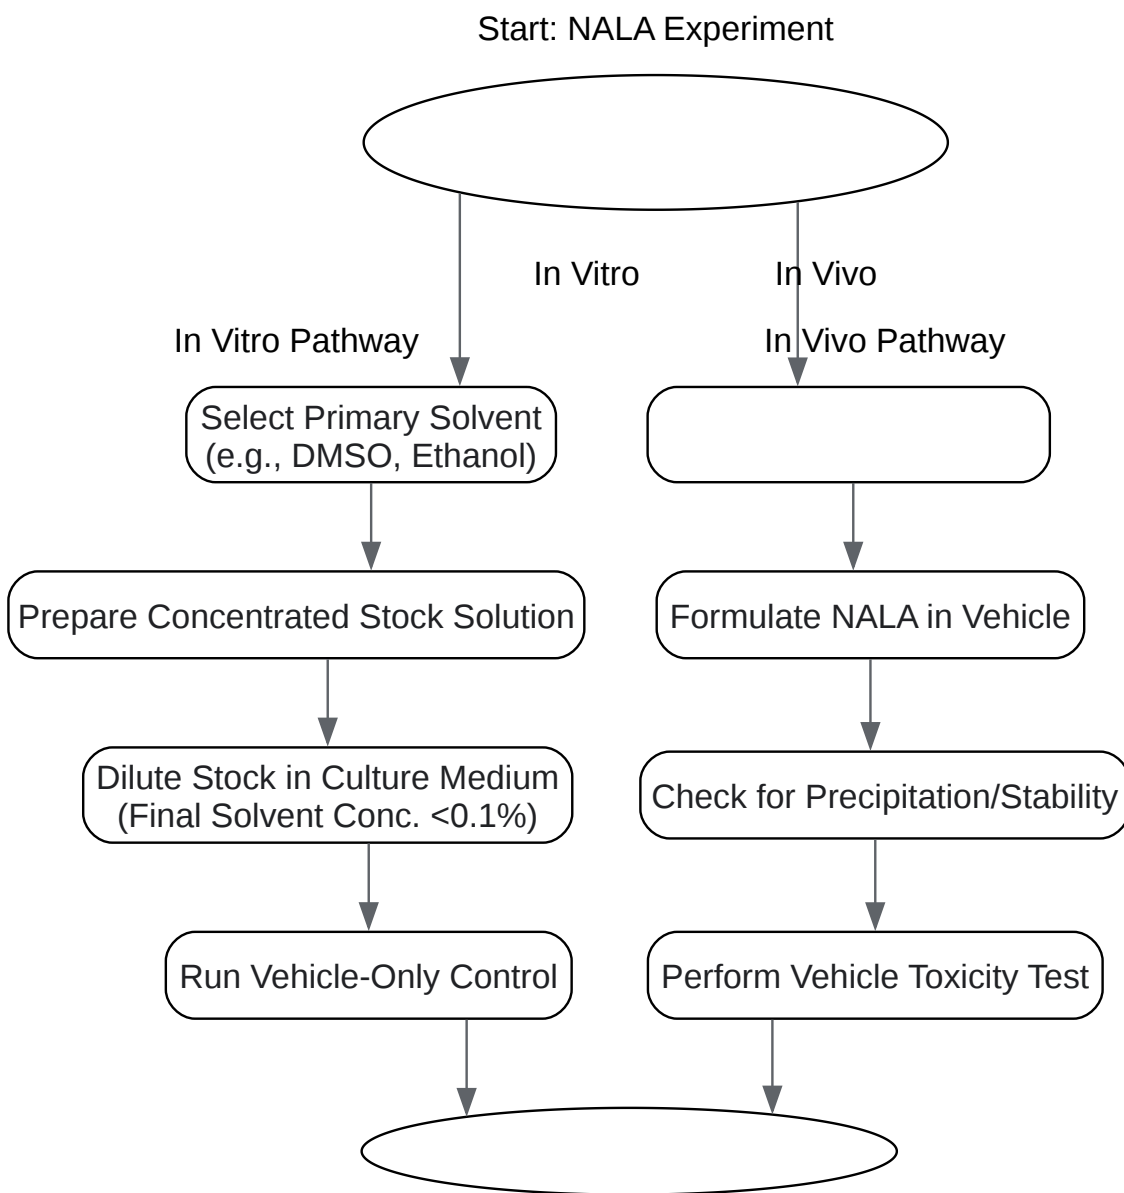 Start: NALA Experiment
In Vitro
In Vivo
In Vitro Pathway
In Vivo Pathway
Select Primary Solvent
(e.g., DMSO, Ethanol)
Prepare Concentrated Stock Solution
Formulate NALA in Vehicle
Dilute Stock in Culture Medium
(Final Solvent Conc. <0.1%)
Check for Precipitation/Stability
Run Vehicle-Only Control
Perform Vehicle Toxicity Test